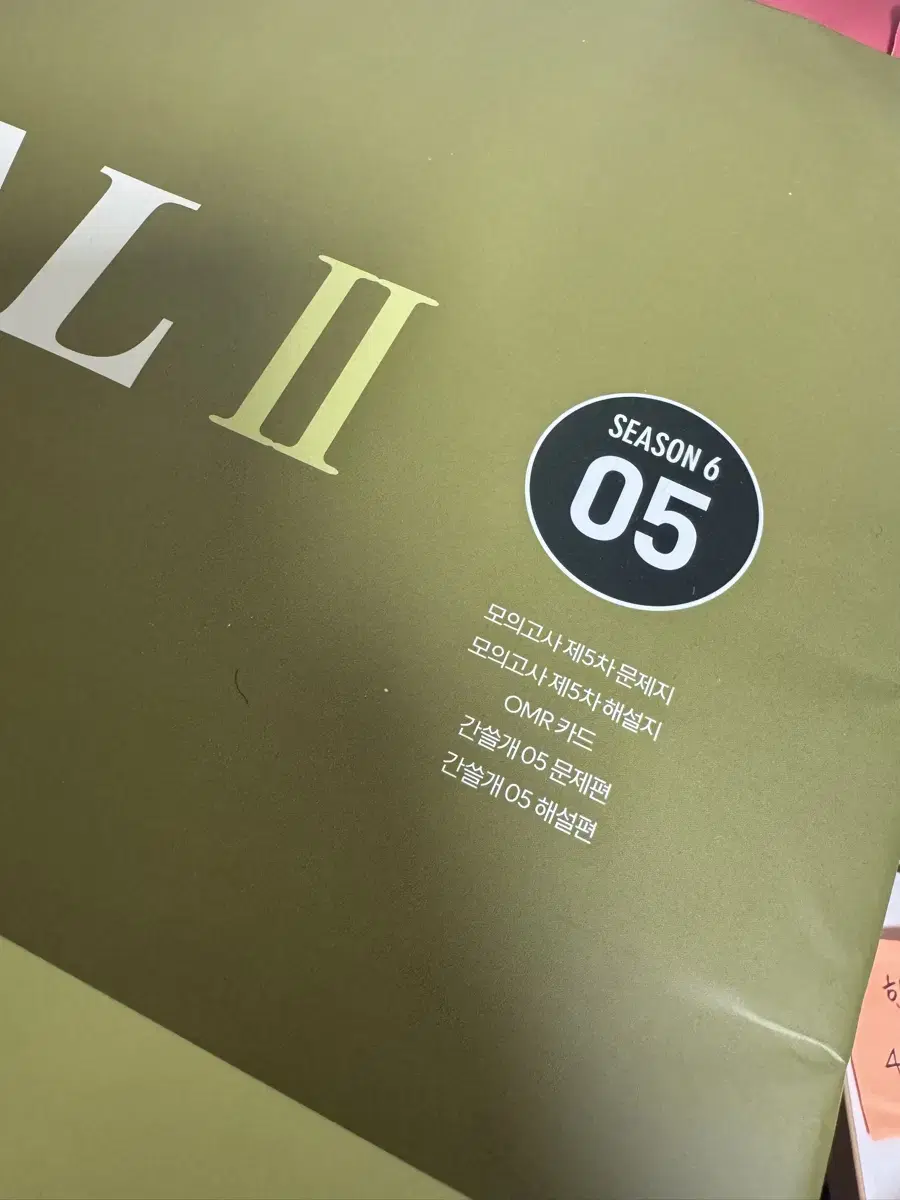 L II
SEASON 6
05
모의고사 제5차 문제지
모의고사 제5차 해설지
OMR 카드
간쓸개 05 문제편
간쓸개 05 해설편